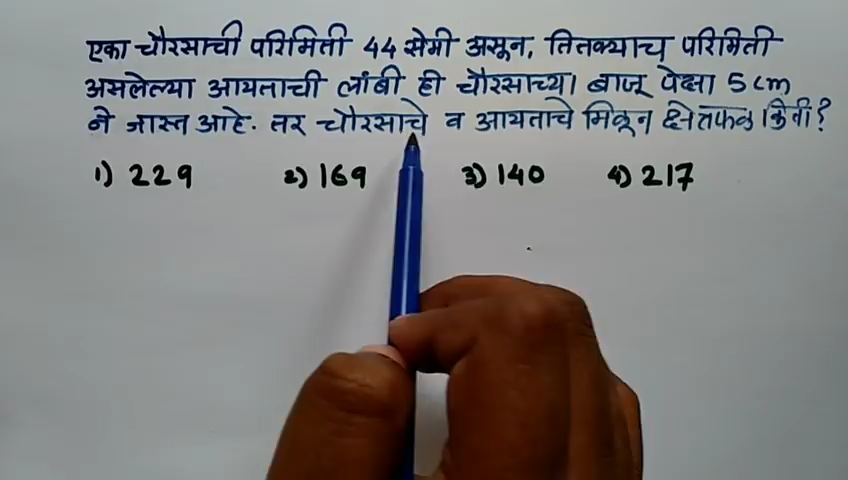 एका चौरसाची परिमिती 44 सेमी असून, तितक्याच परिमिती
असलेल्या आयताची लांबी ही चौरसाच्या बाजू पेक्षा 5 cm
ने जास्त आहे. तर चौरसाचे व आयताचे मिळून क्षेत्रफळ किती?
1) 229 2) 169 3) 140 4) 217